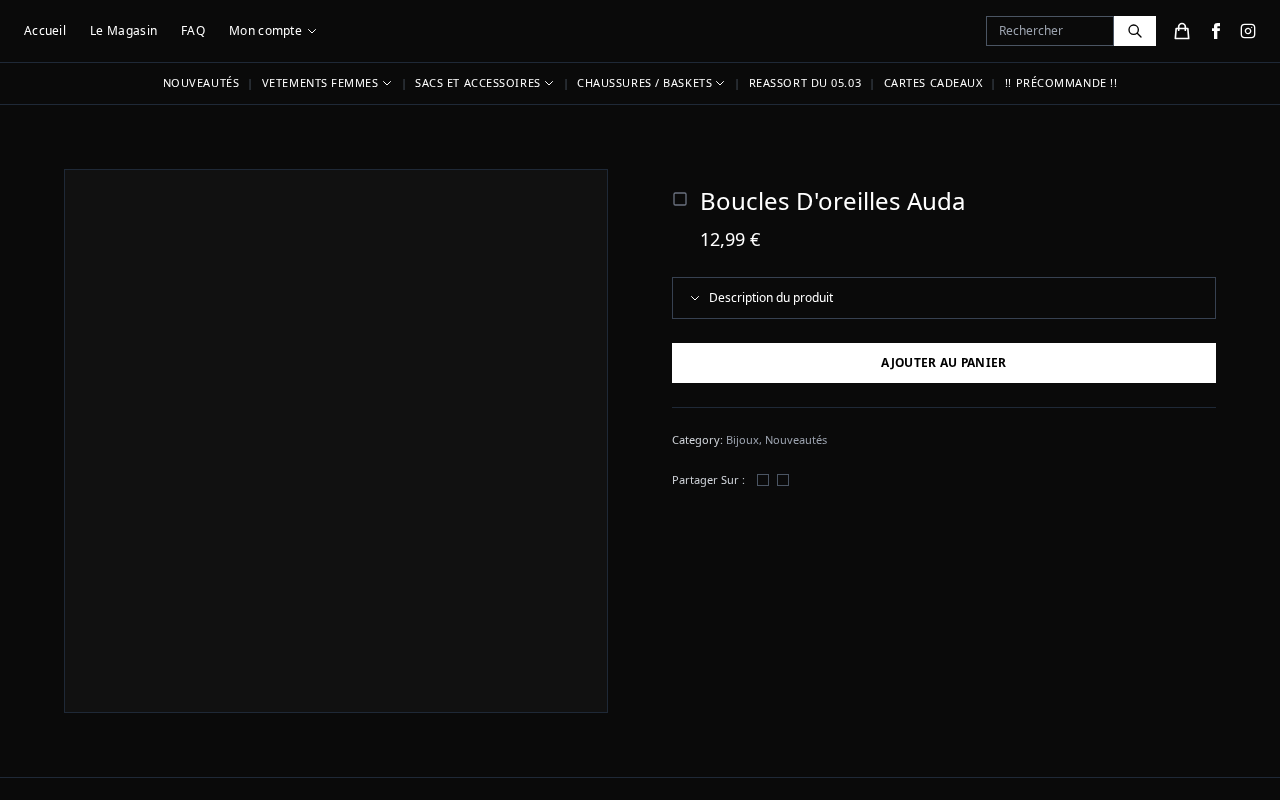 Accueil Le Magasin FAQ Mon compte Rechercher
NOUVEAUTÉS | VETEMENTS FEMMES | SACS ET ACCESSOIRES | CHAUSSURES / BASKETS | REASSORT DU 05.03 | CARTES CADEAUX | !! PRÉCOMMANDE !!
Boucles D'oreilles Auda
12,99 €
Description du produit
AJOUTER AU PANIER
Category: Bijoux, Nouveautés
Partager Sur :